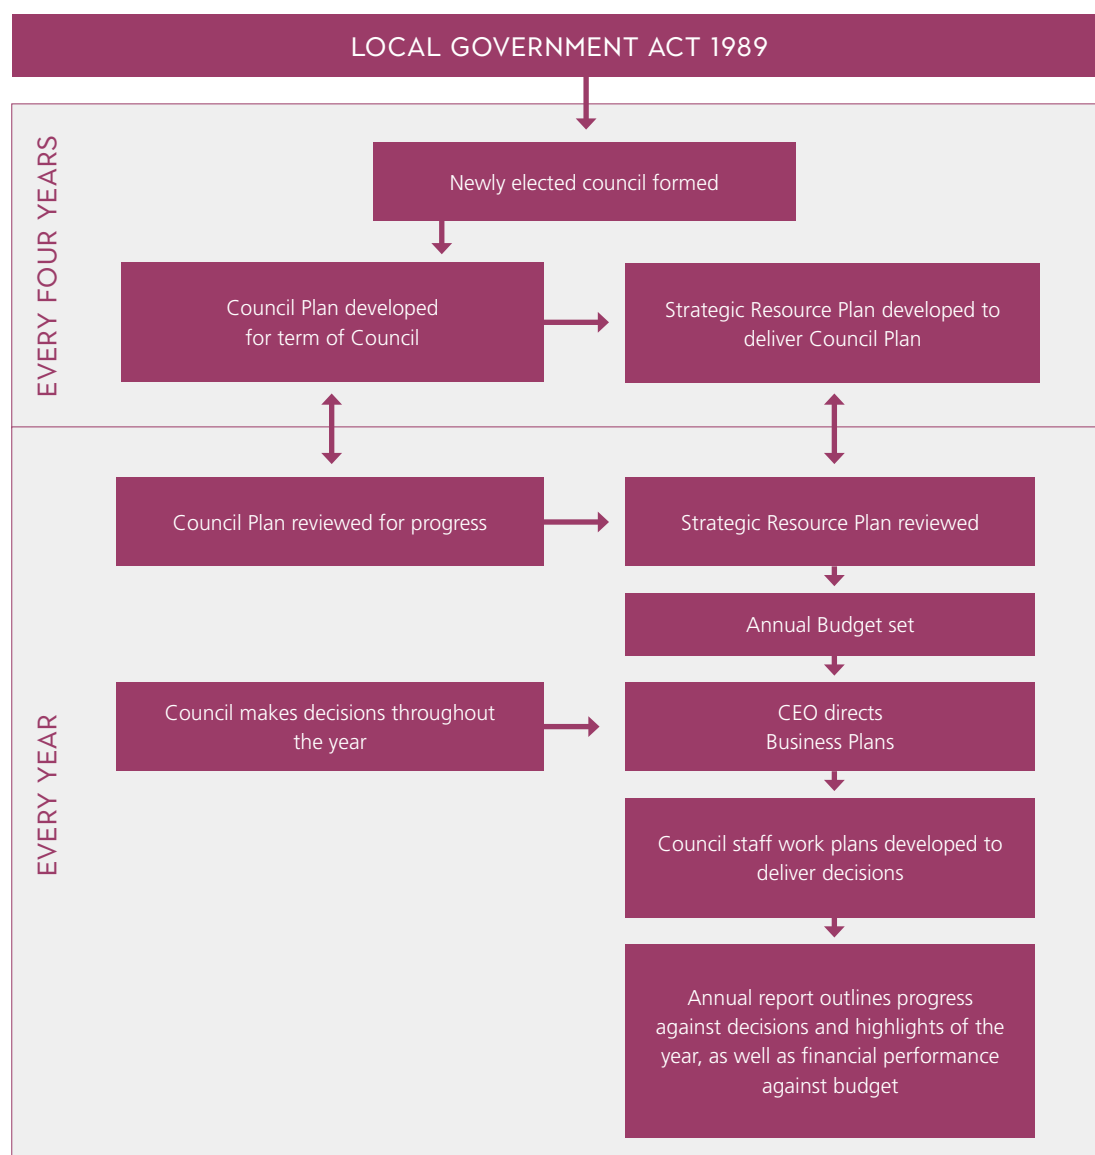 LOCAL GOVERNMENT ACT 1989
EVERY FOUR YEARS
Newly elected council formed
Council Plan developed
for term of Council
Strategic Resource Plan developed to
deliver Council Plan
EVERY YEAR
Council Plan reviewed for progress
Strategic Resource Plan reviewed
Annual Budget set
Council makes decisions throughout
the year
CEO directs
Business Plans
Council staff work plans developed to
deliver decisions
Annual report outlines progress
against decisions and highlights of the
year, as well as financial performance
against budget